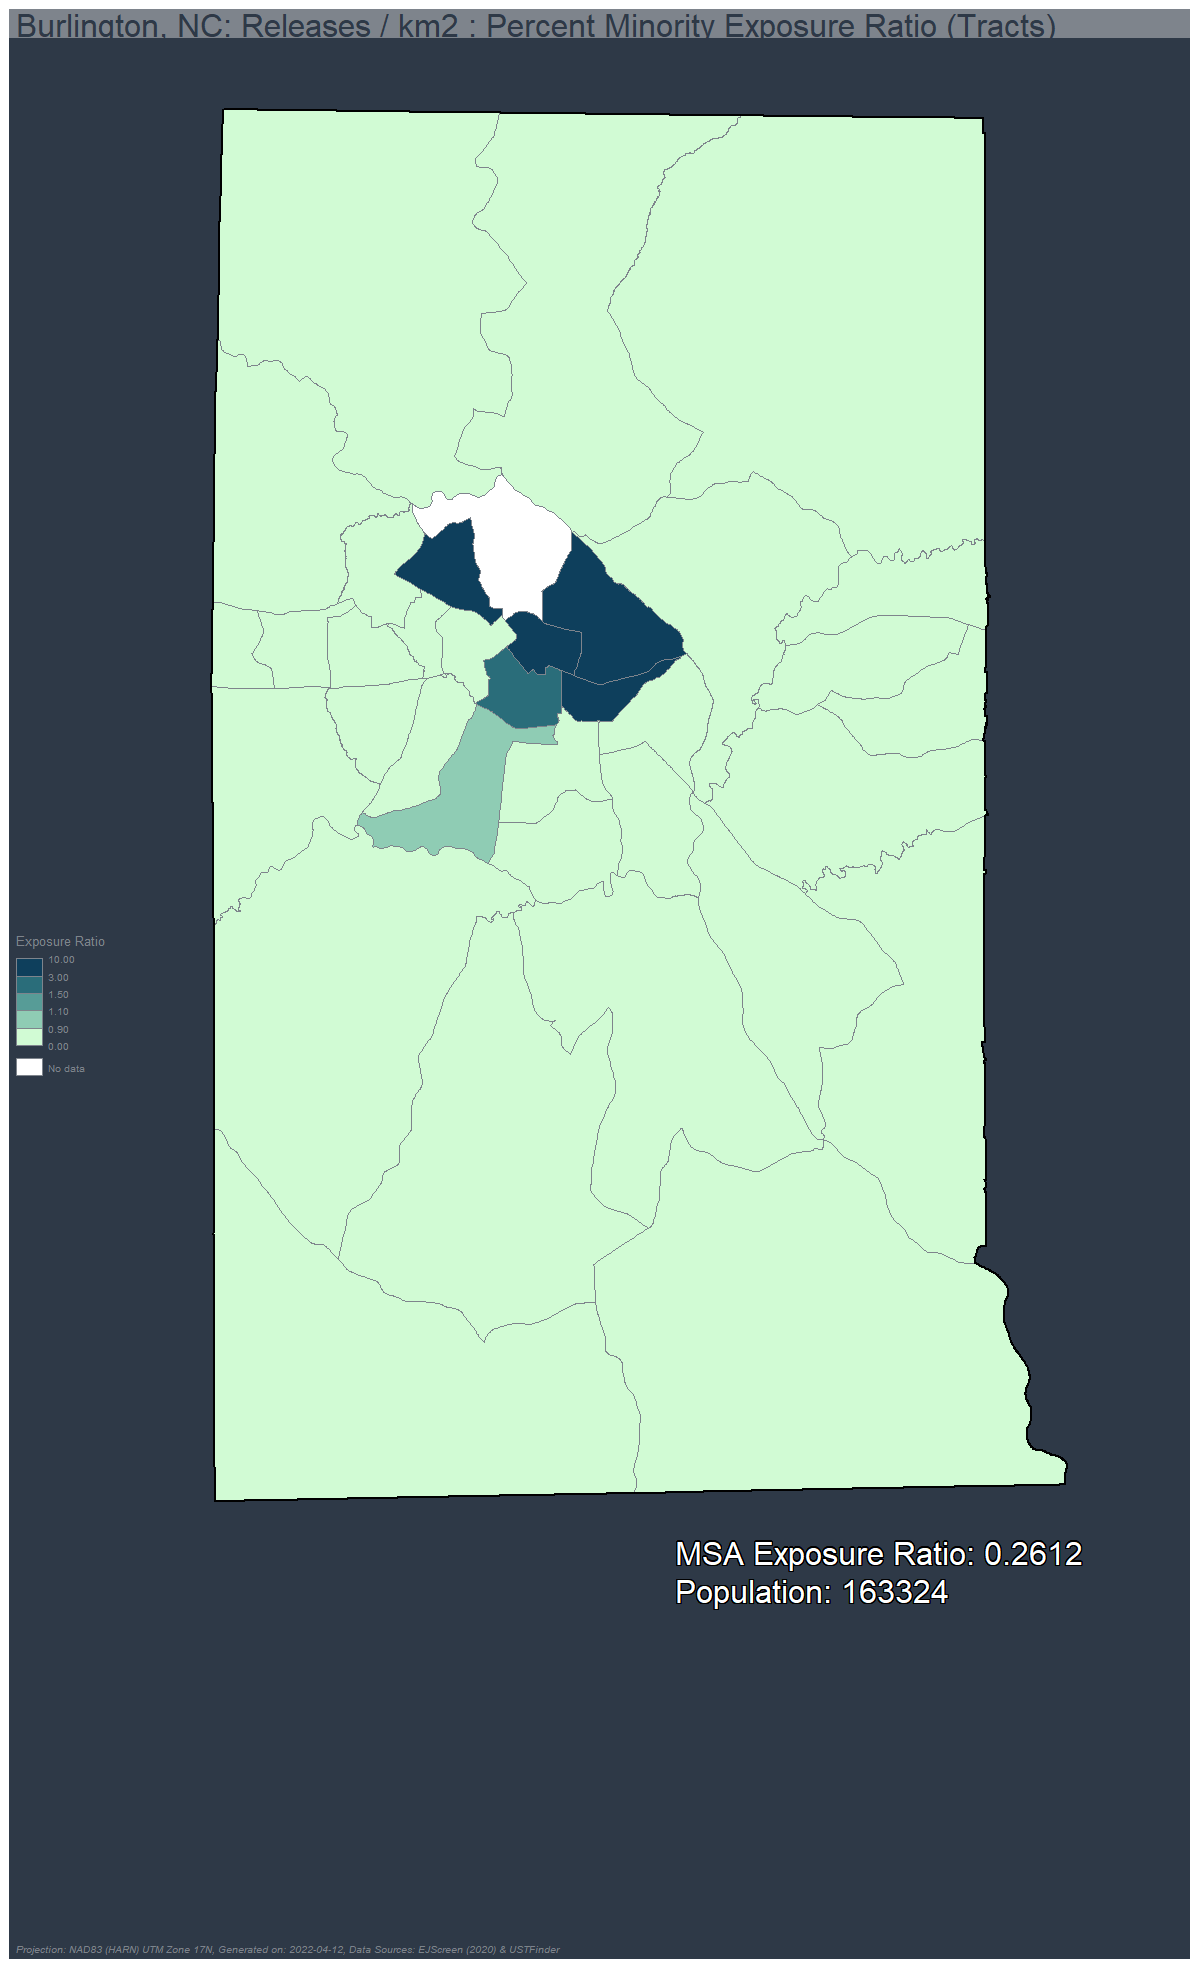 Burlington, NC: Releases / km2 : Percent Minority Exposure Ratio (Tracts)
Exposure Ratio
10.00
3.00
1.50
1.10
0.90
0.00
No data
MSA Exposure Ratio: 0.2612
Population: 163324
Projection: NAD83 (HARN) UTM Zone 17N, Generated on: 2022-04-12, Data Sources: EJScreen (2020) & USTFinder